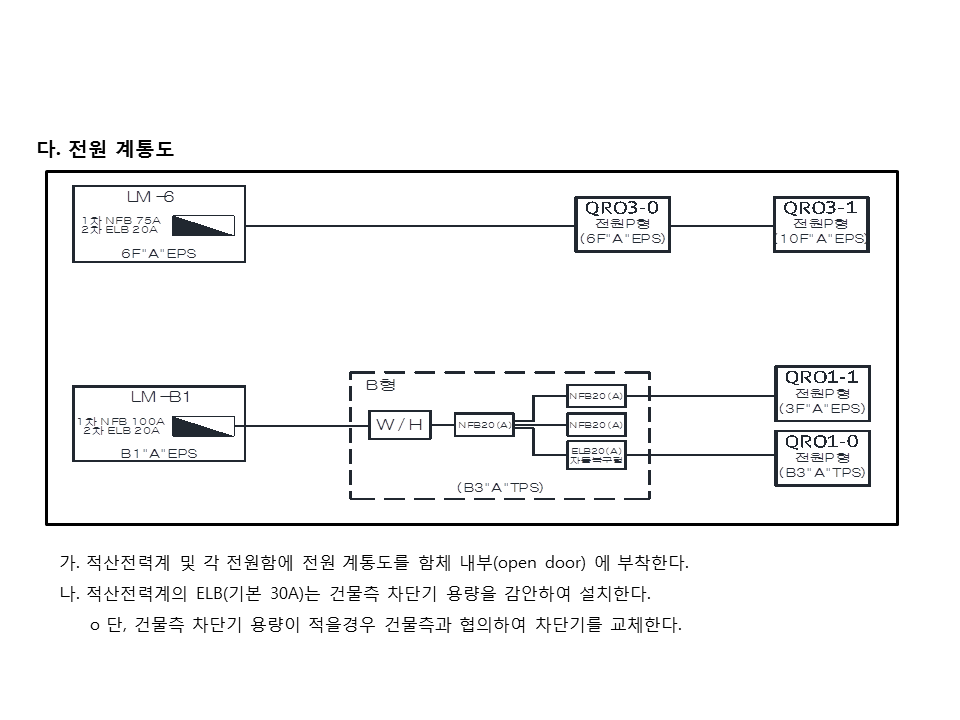 다. 전원 계통도
LM-6
1차 NFB 75A
2차 ELB 20A
6F"A"EPS
QRO3-0
전원P형
(6F"A"EPS)
QRO3-1
전원P형
(10F"A"EPS)
LM-B1
1차 NFB 100A
2차 ELB 20A
B1"A"EPS
B형
W/H
NFB20(A)
NFB20(A)
NFB20(A)
ELB20(A)
자동복구형
(B3"A"TPS)
QRO1-1
전원P형
(3F"A"EPS)
QRO1-0
전원P형
(B3"A"TPS)
가. 적산전력계 및 각 전원함에 전원 계통도를 함체 내부(open door) 에 부착한다.
나. 적산전력계의 ELB(기본 30A)는 건물측 차단기 용량을 감안하여 설치한다.
o 단, 건물측 차단기 용량이 적을경우 건물측과 협의하여 차단기를 교체한다.